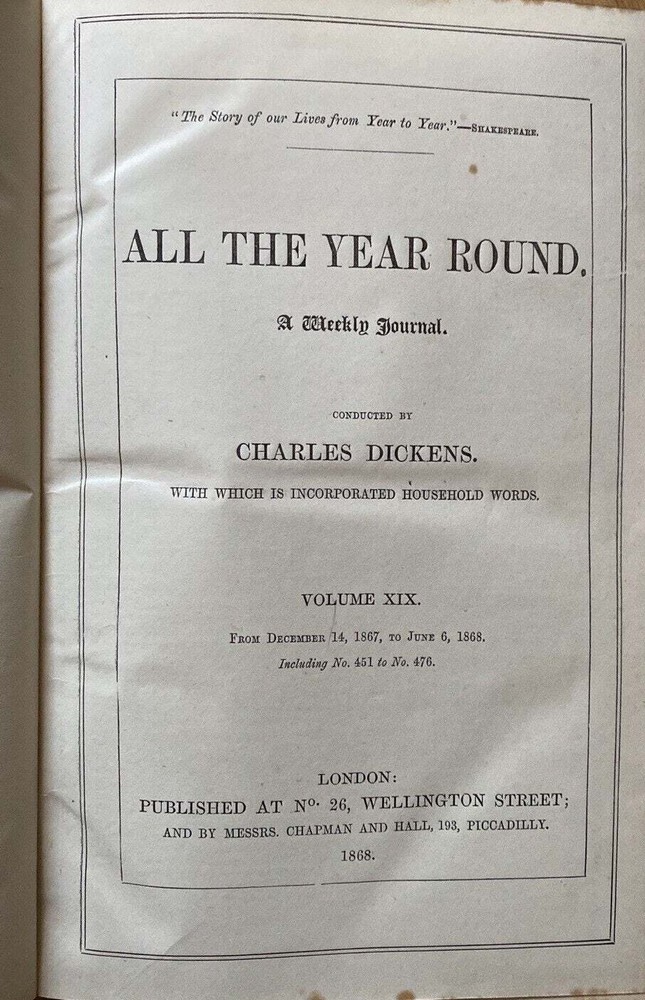 "The Story of our Lives from Year to Year."—SHAKESPEARE.
ALL THE YEAR ROUND.
A Weekly Journal.
CONDUCTED BY
CHARLES DICKENS.
WITH WHICH IS INCORPORATED HOUSEHOLD WORDS.
VOLUME XIX.
FROM DECEMBER 14, 1867, TO JUNE 6, 1868.
Including No. 451 to No. 476.
LONDON:
PUBLISHED AT No. 26, WELLINGTON STREET;
AND BY MESSRS. CHAPMAN AND HALL, 193, PICCADILLY.
1868.